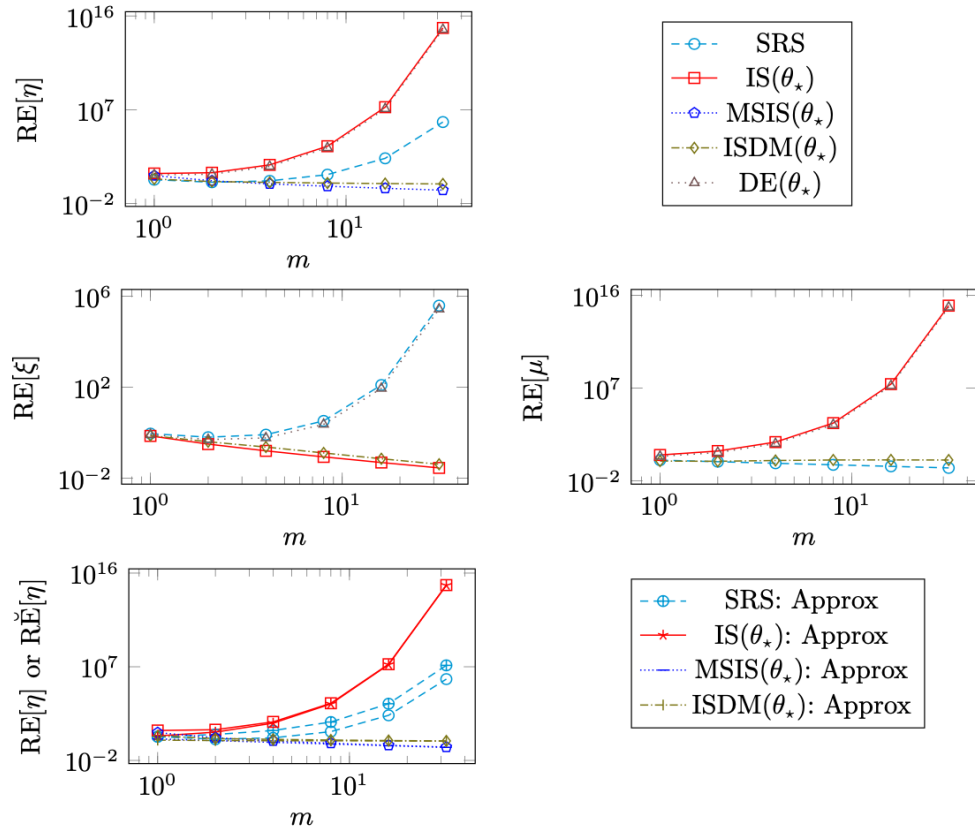 10^16
10^7
10^−2
RE[η]
10^0
10^1
m
SRS
IS(θ⋆)
MSIS(θ⋆)
ISDM(θ⋆)
DE(θ⋆)
10^6
10^2
10^−2
RE[ξ]
10^0
10^1
m
10^16
10^7
10^−2
RE[μ]
10^0
10^1
m
10^16
10^7
10^−2
RE[η] or RĔ[η]
10^0
10^1
m
SRS: Approx
IS(θ⋆): Approx
MSIS(θ⋆): Approx
ISDM(θ⋆): Approx